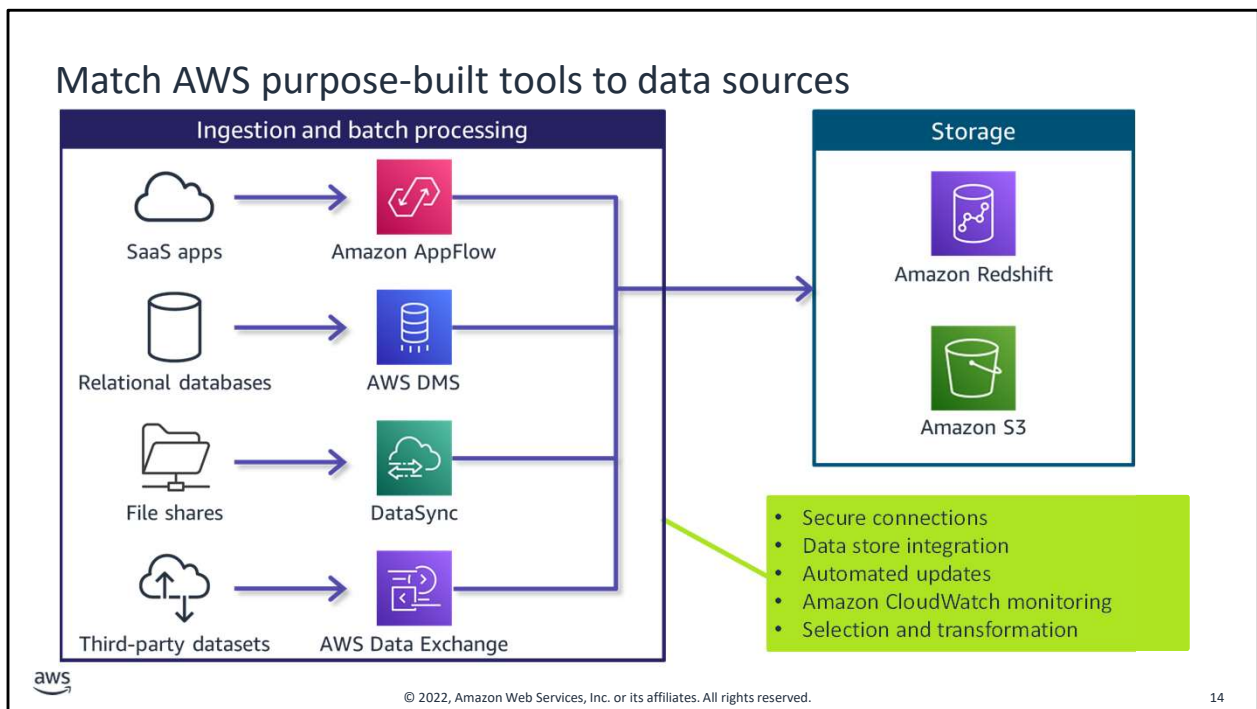 Match AWS purpose-built tools to data sources
Ingestion and batch processing
SaaS apps
Amazon AppFlow
Relational databases
AWS DMS
File shares
DataSync
Third-party datasets
AWS Data Exchange
Storage
Amazon Redshift
Amazon S3
• Secure connections
• Data store integration
• Automated updates
• Amazon CloudWatch monitoring
• Selection and transformation
aws
© 2022, Amazon Web Services, Inc. or its affiliates. All rights reserved.
14